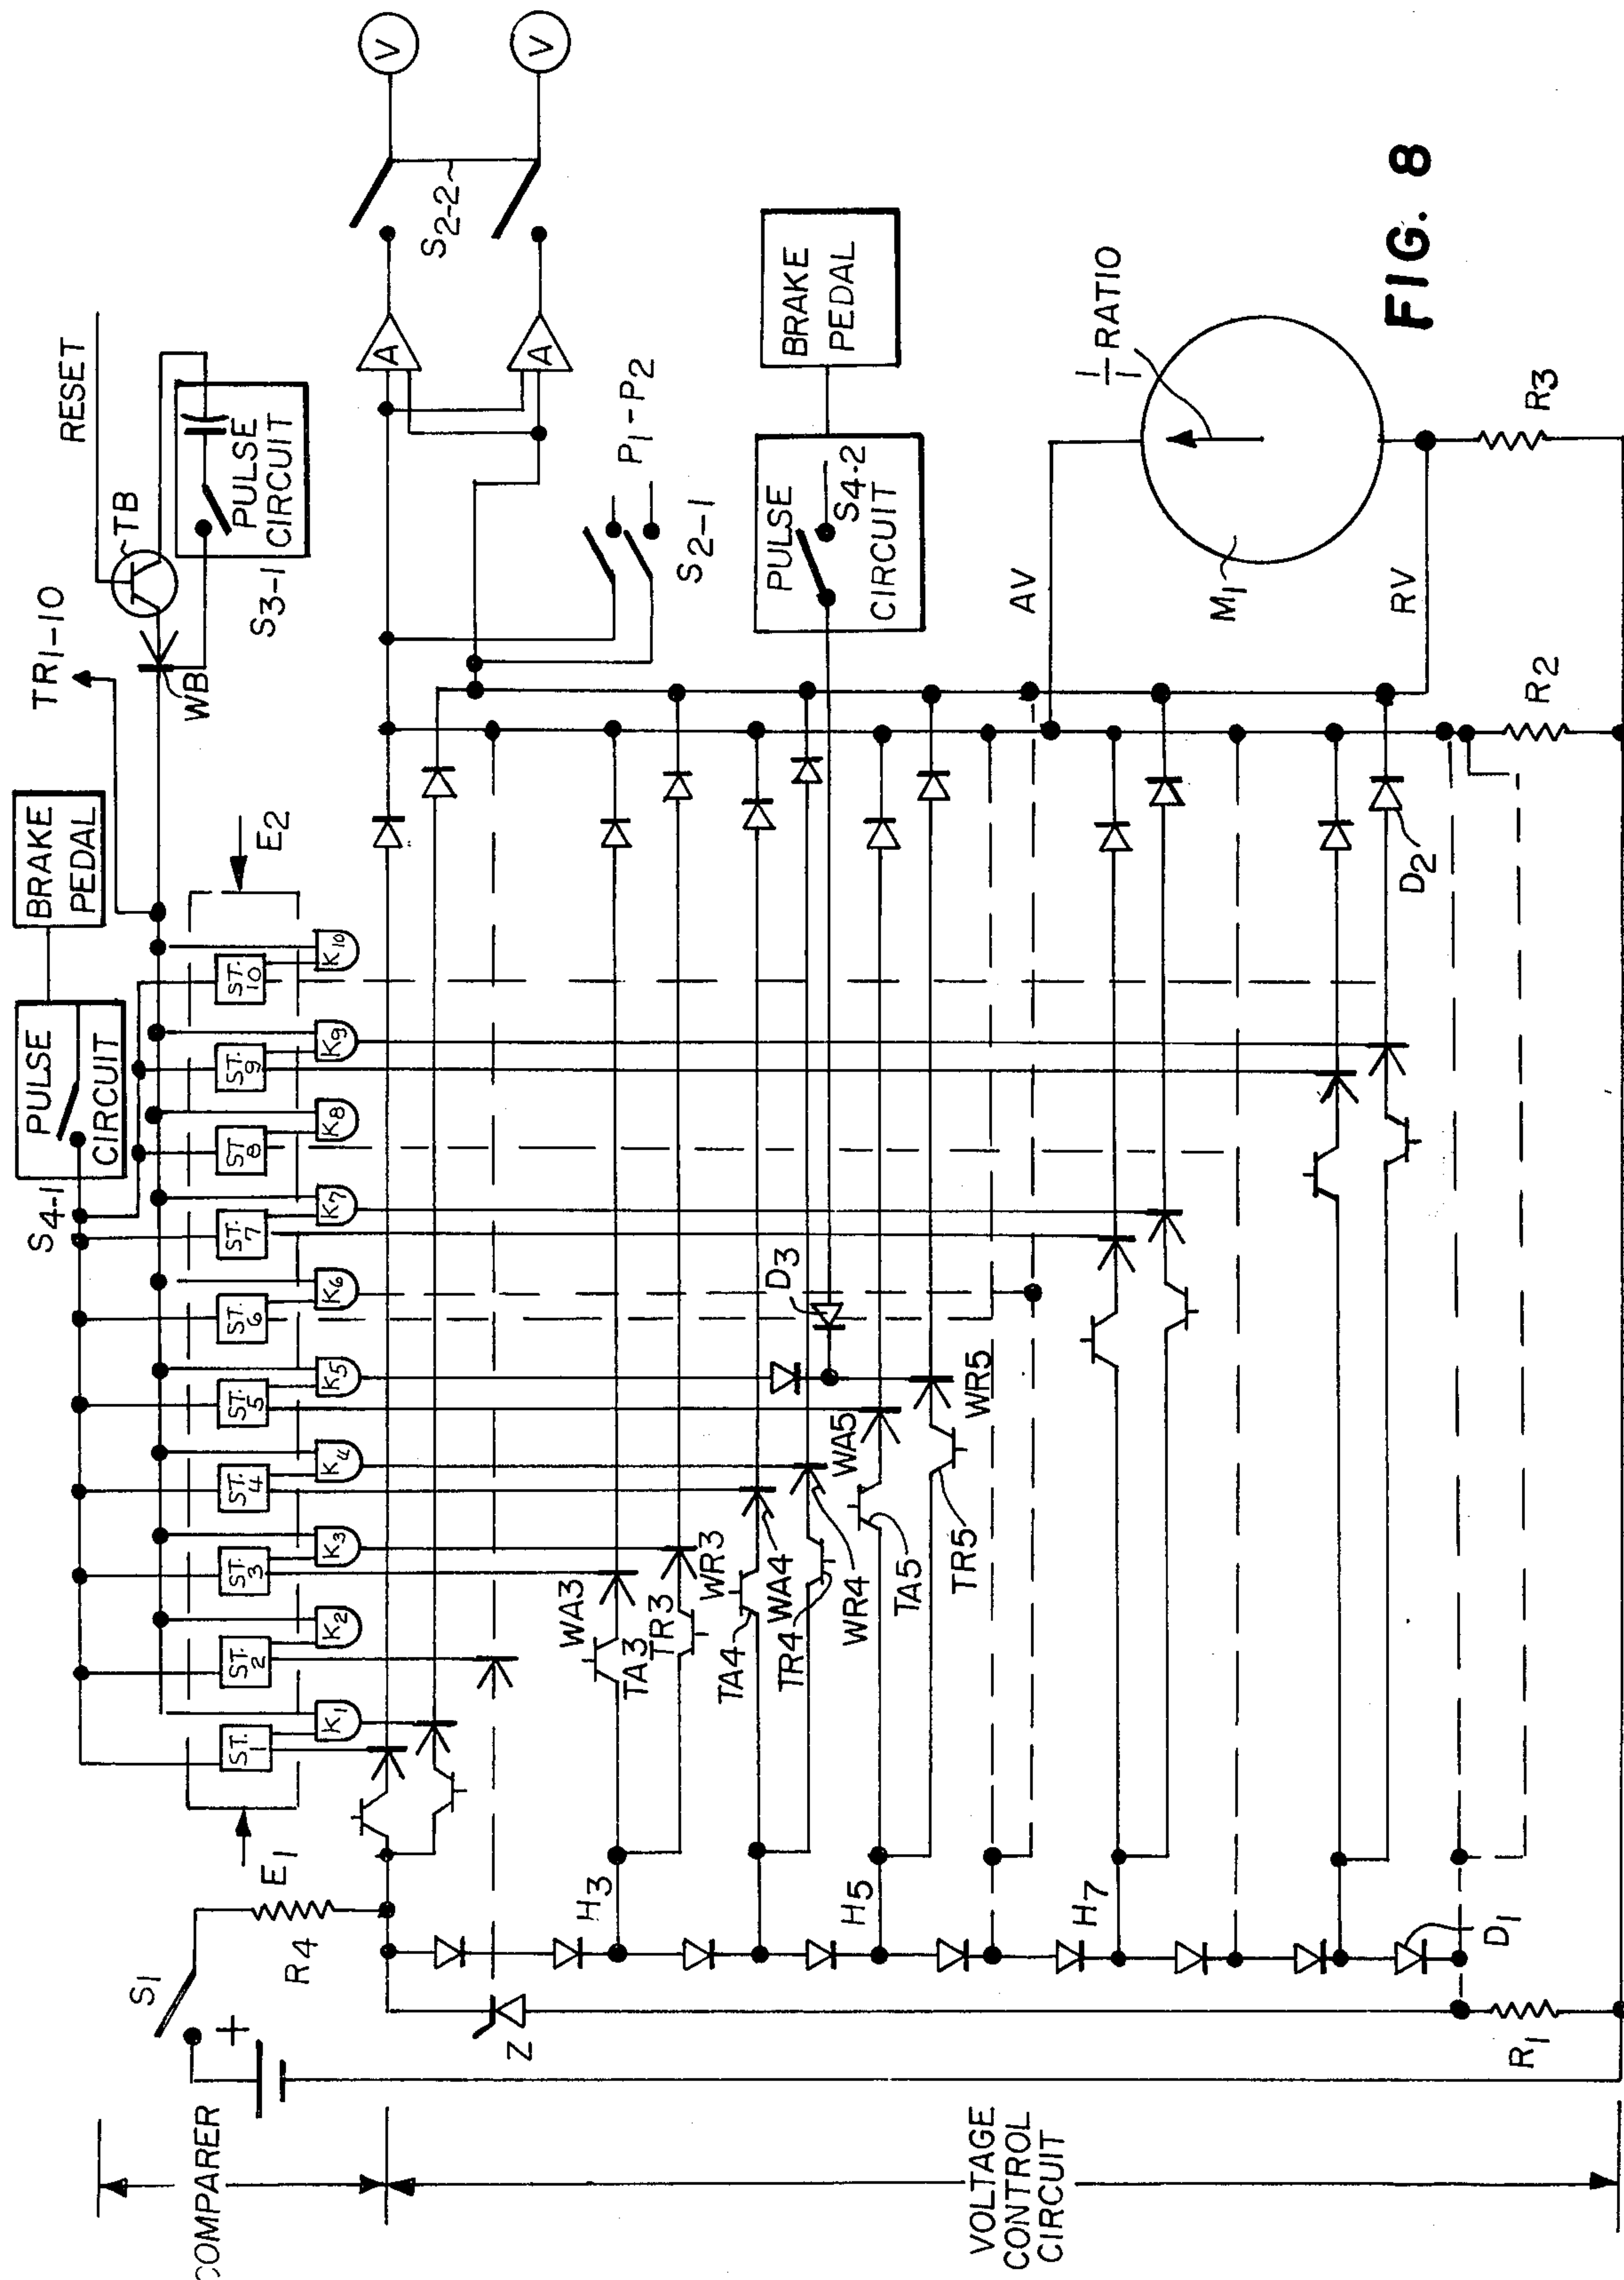 COMPARER
VOLTAGE
CONTROL
CIRCUIT
S1
+
R4
E1
Z
R1
D1
H3
H5
H7
S4-1
PULSE
CIRCUIT
BRAKE
PEDAL
ST.
1
ST.
2
ST.
3
ST.
4
ST.
5
ST.
6
ST.
7
ST.
8
ST.
9
ST.
10
K1
K2
K3
K4
K5
K6
K7
K8
K9
K10
E2
TR1-10
WB
TB
RESET
S3-1
PULSE
CIRCUIT
WA3
TA3
TR3
WR3
TA4
WA4
TR4
WR4
WA5
TA5
TR5
WR5
D3
D2
A
A
S2-2
V
V
P1-P2
S2-1
PULSE
S4-2
CIRCUIT
BRAKE
PEDAL
AV
RV
M1
1/1 RATIO
R2
R3
FIG. 8